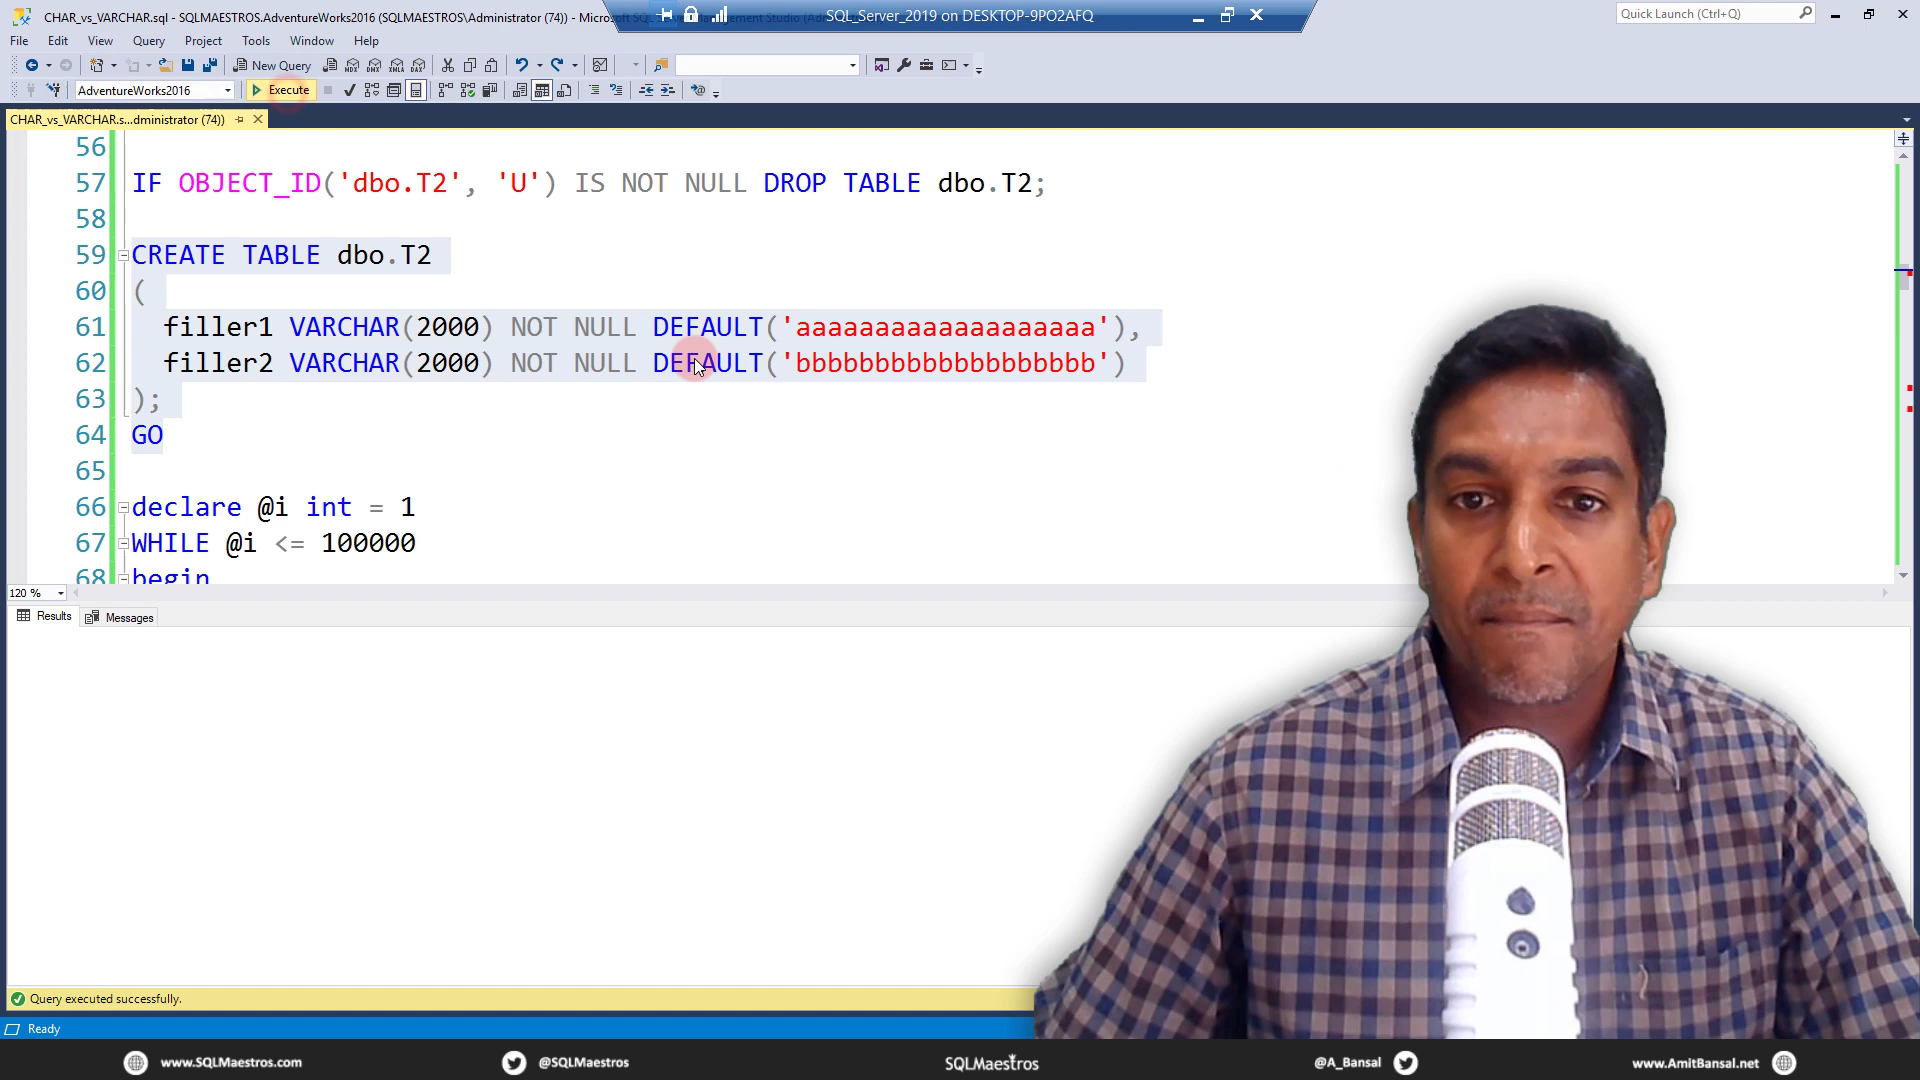 CHAR_vs_VARCHAR.sql - SQLMAESTROS.AdventureWorks2016 (SQLMAESTROS\Administrator (74))* - Micros
SQL_Server_2019 on DESKTOP-9PO2AFQ
Quick Launch (Ctrl+Q)
File Edit View Query Project Tools Window Help
New Query
AdventureWorks2016
Execute
CHAR_vs_VARCHAR.s...dministrator (74))
56
57 IF OBJECT_ID('dbo.T2', 'U') IS NOT NULL DROP TABLE dbo.T2;
58
59 CREATE TABLE dbo.T2
60 (
61 filler1 VARCHAR(2000) NOT NULL DEFAULT('aaaaaaaaaaaaaaaaaaa'),
62 filler2 VARCHAR(2000) NOT NULL DEFAULT('bbbbbbbbbbbbbbbbbbb')
63 );
64 GO
65
66 declare @i int = 1
67 WHILE @i <= 100000
68 begin
120 %
Results Messages
Query executed successfully.
Ready
www.SQLMaestros.com @SQLMaestros SQLMaestros @A_Bansal www.AmitBansal.net